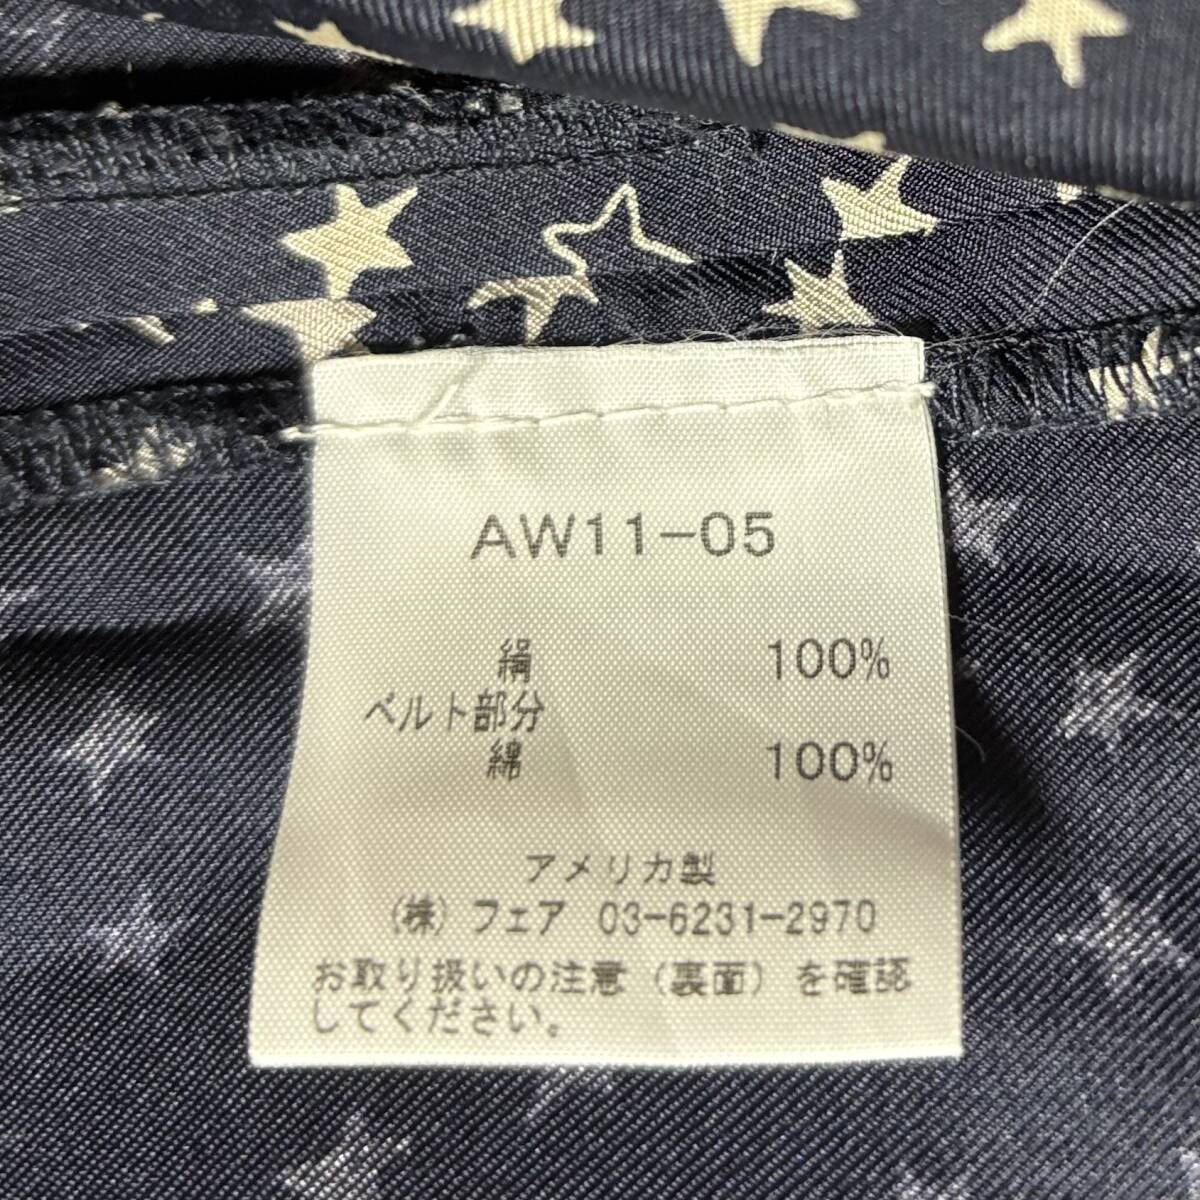 AW11-05
絹 100%
ベルト部分
綿 100%
アメリカ製
(株) フェア 03-6231-2970
お取り扱いの注意 (裏面) を確認
してください。